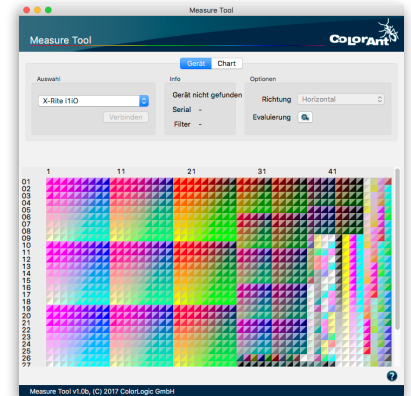 Measure Tool
Measure Tool
ColorAnt
Gerät Chart
Auswahl Info Optionen
X-Rite i1iO
Gerät nicht gefunden
Richtung Horizontal
Verbinden
Serial -
Evaluierung
Filter -
1 11 21 31 41
01
02
03
04
05
06
07
08
09
10
11
12
13
14
15
16
17
18
19
20
21
22
23
24
25
26
27
?
Measure Tool v1.0b, (C) 2017 ColorLogic GmbH